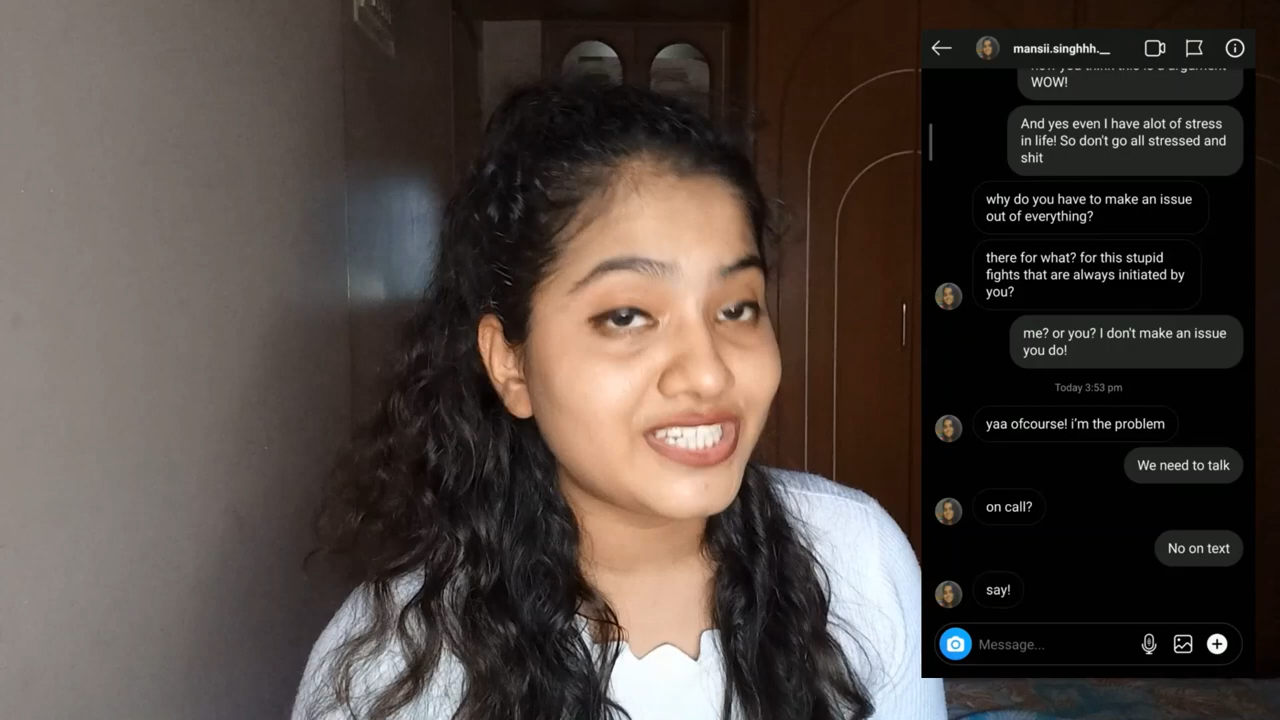 mansii.singhhh.__
WOW!
And yes even I have alot of stress
in life! So don't go all stressed and
shit
why do you have to make an issue
out of everything?
there for what? for this stupid
fights that are always initiated by
you?
me? or you? I don't make an issue
you do!
Today 3:53 pm
yaa ofcourse! i'm the problem
We need to talk
on call?
No on text
say!
Message...